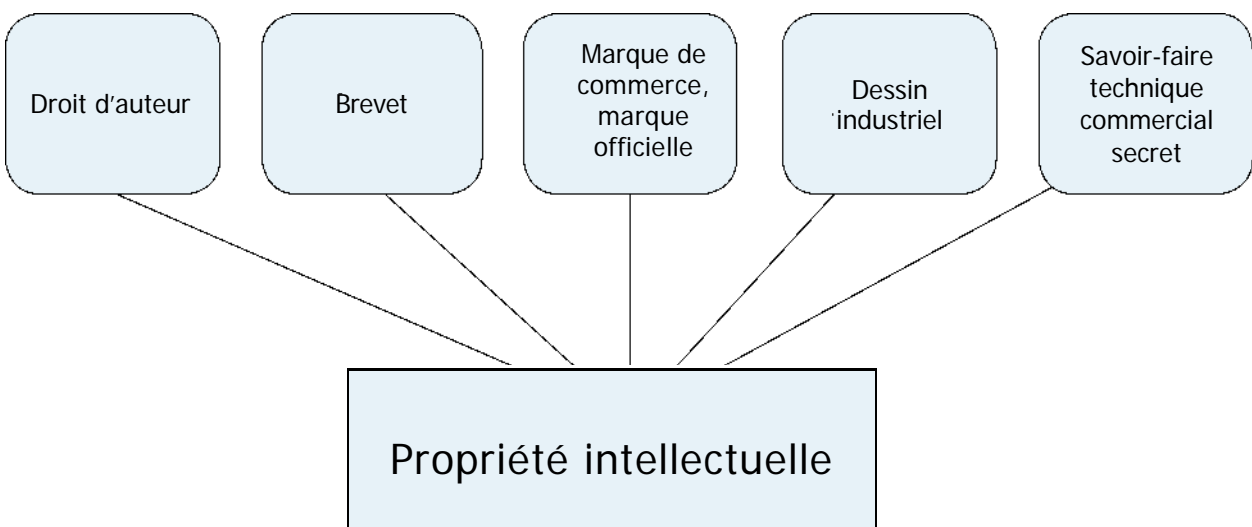 Droit d'auteur
Brevet
Marque de
commerce,
marque
officielle
Dessin
industriel
Savoir-faire
technique
commercial
secret
Propriété intellectuelle